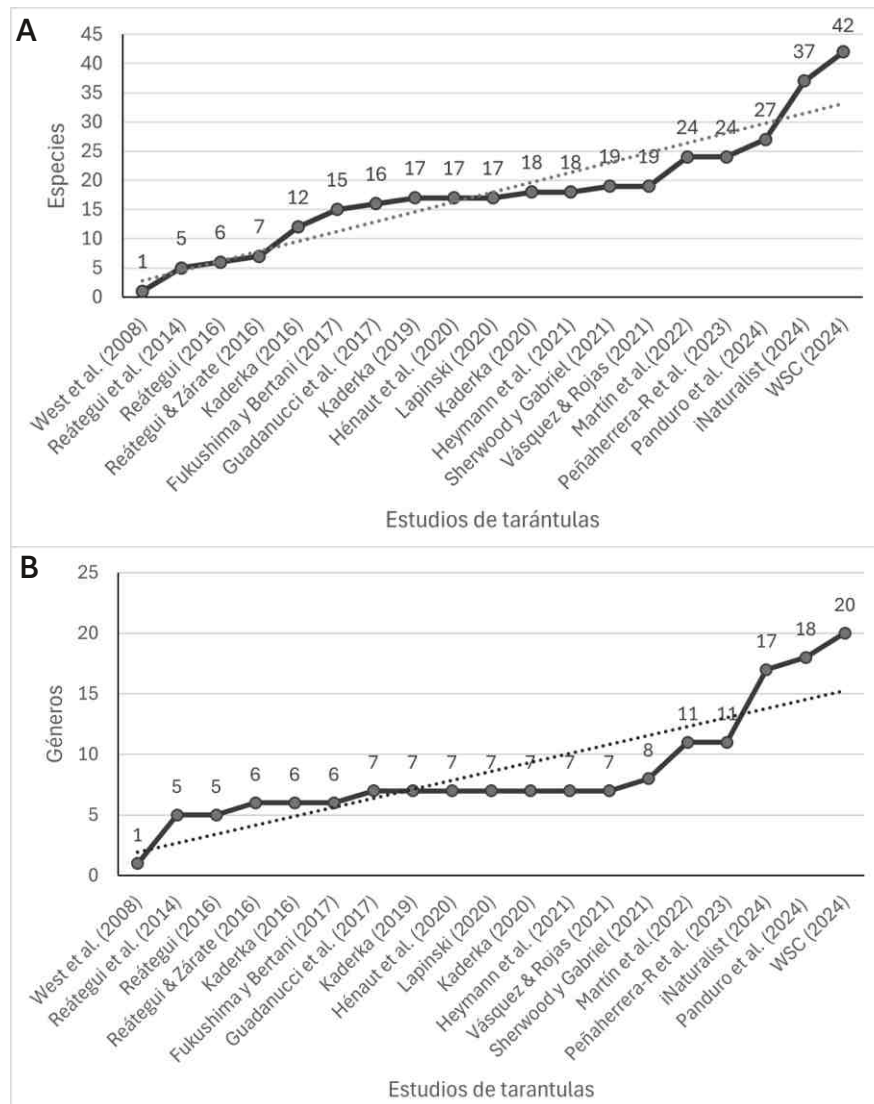 A
Especies
45
40
35
30
25
20
15
10
5
0
1
5
6
7
12
15
16
17
17
17
18
18
19
19
24
24
27
37
42
West et al. (2008)
Reátegui et al. (2014)
Reátegui (2016)
Reátegui & Zárate (2016)
Kaderka (2016)
Fukushima y Bertani (2017)
Guadanucci et al. (2017)
Kaderka (2019)
Hénaut et al. (2020)
Lapinski (2020)
Kaderka (2020)
Heymann et al. (2021)
Sherwood y Gabriel (2021)
Vásquez & Rojas (2021)
Martín et al. (2022)
Peñaherrera-R et al. (2023)
Panduro et al. (2024)
iNaturalist (2024)
WSC (2024)
Estudios de tarántulas
B
Géneros
25
20
15
10
5
0
1
5
5
6
6
6
7
7
7
7
7
7
7
8
11
11
17
18
20
West et al. (2008)
Reátegui et al. (2014)
Reátegui (2016)
Reátegui & Zárate (2016)
Kaderka (2016)
Fukushima y Bertani (2017)
Guadanucci et al. (2017)
Kaderka (2019)
Hénaut et al. (2020)
Lapinski (2020)
Kaderka (2020)
Heymann et al. (2021)
Vásquez & Rojas (2021)
Sherwood y Gabriel (2021)
Martín et al. (2022)
Peñaherrera-R et al. (2023)
iNaturalist (2024)
Panduro et al. (2024)
WSC (2024)
Estudios de tarantulas